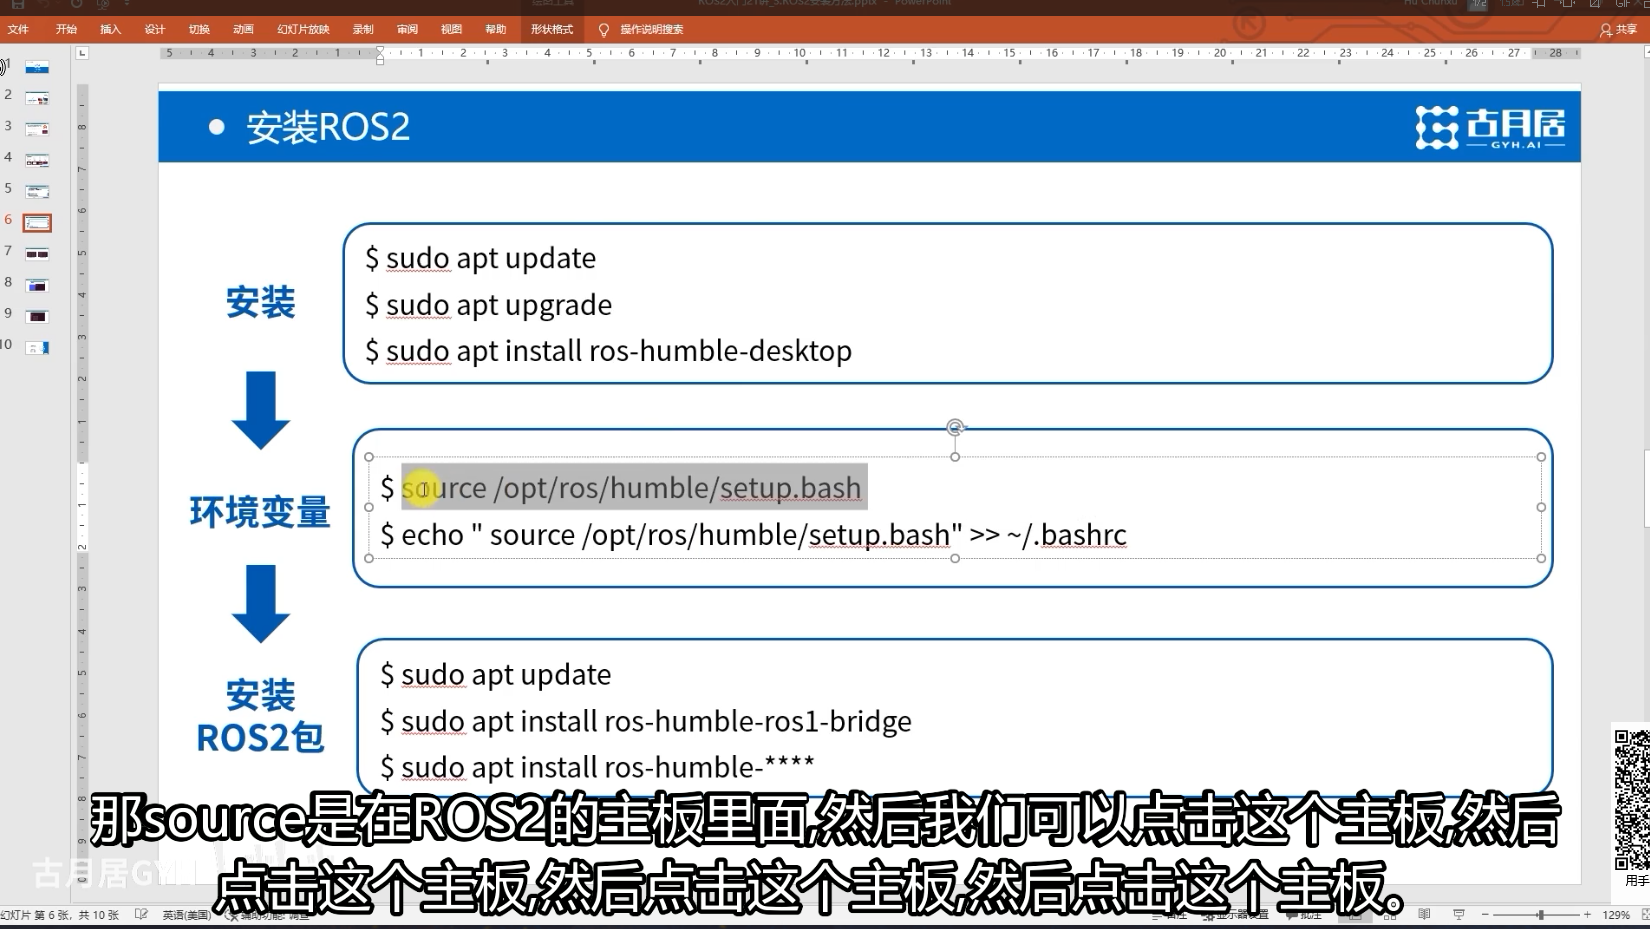 文件 开始 插入 设计 切换 动画 幻灯片放映 录制 审阅 视图 帮助 形状格式 操作说明搜索 共享
安装ROS2
古月居
GYH.AI
安装
$ sudo apt update
$ sudo apt upgrade
$ sudo apt install ros-humble-desktop
环境变量
$ source /opt/ros/humble/setup.bash
$ echo " source /opt/ros/humble/setup.bash" >> ~/.bashrc
安装
ROS2包
$ sudo apt update
$ sudo apt install ros-humble-ros1-bridge
$ sudo apt install ros-humble-****
那source是在ROS2的主板里面,然后我们可以点击这个主板,然后
点击这个主板,然后点击这个主板,然后点击这个主板。
古月居GY
用手
幻灯片 第 6 张，共 10 张 英语(美国) 批注 129%